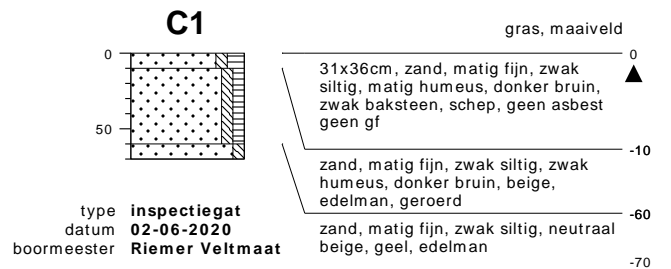 C1
gras, maaiveld
0
0
31x36cm, zand, matig fijn, zwak
siltig, matig humeus, donker bruin,
zwak baksteen, schep, geen asbest
geen gf
50
-10
zand, matig fijn, zwak siltig, zwak
humeus, donker bruin, beige,
edelman, geroerd
-60
zand, matig fijn, zwak siltig, neutraal
beige, geel, edelman
-70
type inspectiegat
datum 02-06-2020
boormeester Riemer Veltmaat